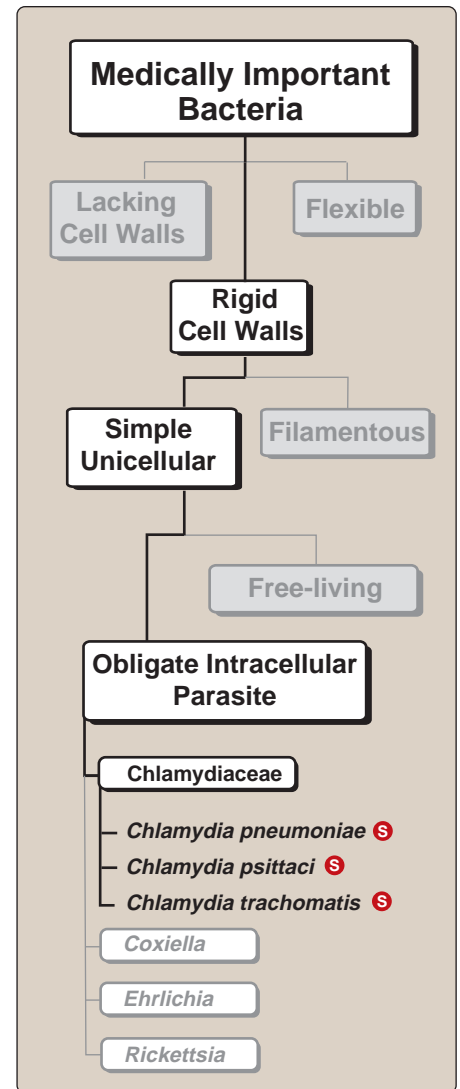 Medically Important
Bacteria
Lacking
Cell Walls
Flexible
Rigid
Cell Walls
Simple
Unicellular
Filamentous
Free-living
Obligate Intracellular
Parasite
Chlamydiaceae
Chlamydia pneumoniae S
Chlamydia psittaci S
Chlamydia trachomatis S
Coxiella
Ehrlichia
Rickettsia